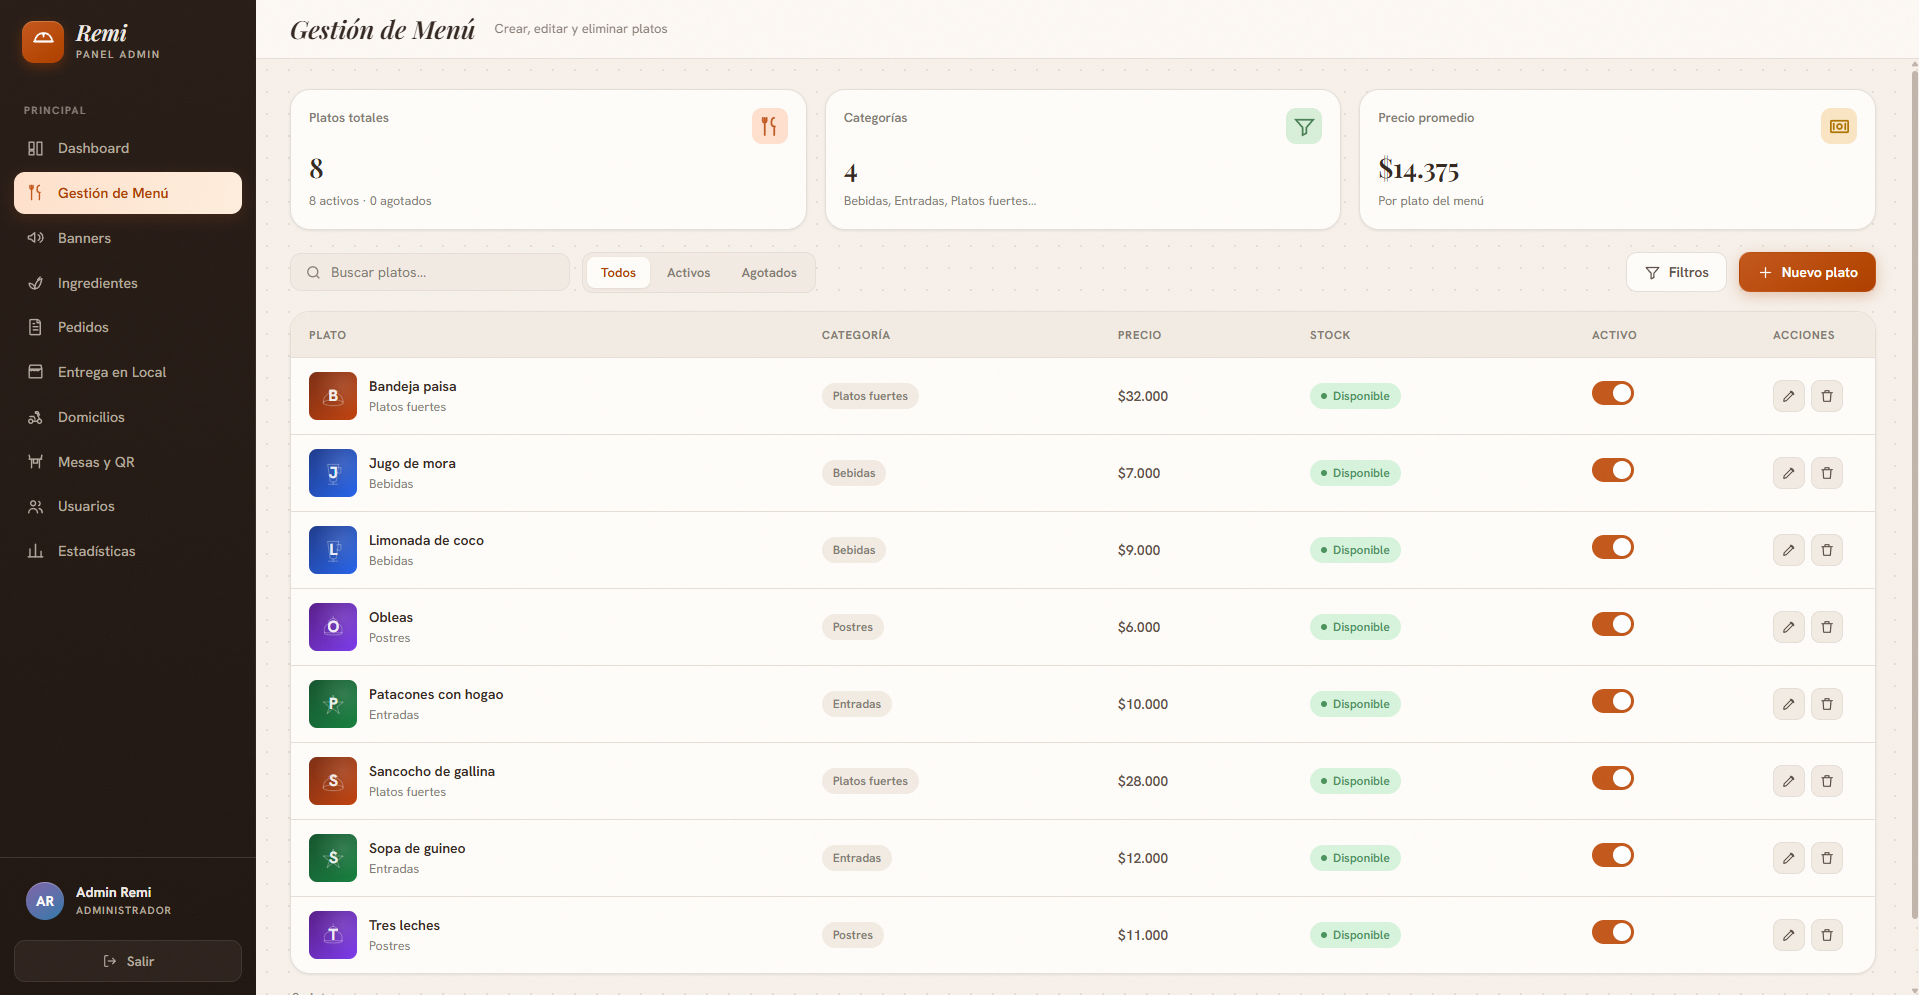 Remi
PANEL ADMIN
PRINCIPAL
Dashboard
Gestión de Menú
Banners
Ingredientes
Pedidos
Entrega en Local
Domicilios
Mesas y QR
Usuarios
Estadísticas
AR
Admin Remi
ADMINISTRADOR
Salir
Gestión de Menú
Crear, editar y eliminar platos
Platos totales
8
8 activos · 0 agotados
Categorías
4
Bebidas, Entradas, Platos fuertes...
Precio promedio
$14.375
Por plato del menú
Buscar platos...
Todos
Activos
Agotados
Filtros
Nuevo plato
PLATO CATEGORÍA PRECIO STOCK ACTIVO ACCIONES
B
Bandeja paisa
Platos fuertes
Platos fuertes
$32.000
Disponible
J
Jugo de mora
Bebidas
Bebidas
$7.000
Disponible
L
Limonada de coco
Bebidas
Bebidas
$9.000
Disponible
O
Obleas
Postres
Postres
$6.000
Disponible
P
Patacones con hogao
Entradas
Entradas
$10.000
Disponible
S
Sancocho de gallina
Platos fuertes
Platos fuertes
$28.000
Disponible
S
Sopa de guineo
Entradas
Entradas
$12.000
Disponible
T
Tres leches
Postres
Postres
$11.000
Disponible